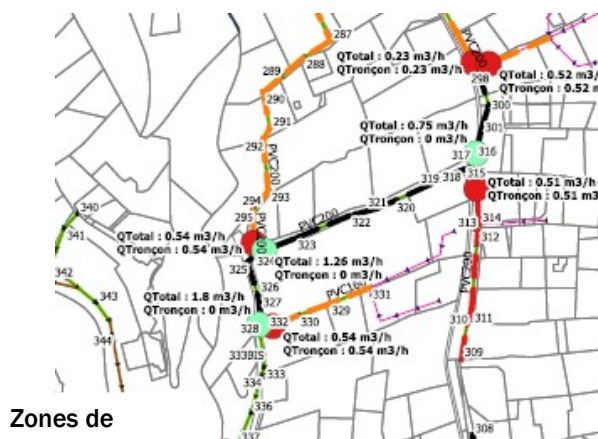 287
288
289
290
291
292
293
294
295
PVC200
QTotal : 0.23 m3/h
QTronçon : 0.23 m3/h
PVC200
298
QTotal : 0.52 m3/h
QTronçon : 0.52 m
300
301
QTotal : 0.75 m3/h
QTronçon : 0 m3/h
317 316
315
318
319
320
321
322
323
PVC200
QTotal : 0.51 m3/h
QTronçon : 0.51 m3
313 314
312
PVC200
311
310
309
308
340
341
342
343
344
QTotal : 0.54 m3/h
QTronçon : 0.54 m3/h
324
325
326
327
QTotal : 1.26 m3/h
QTronçon : 0 m3/h
QTotal : 1.8 m3/h
QTronçon : 0 m3/h
328
332
330
329
331
QTotal : 0.54 m3/h
QTronçon : 0.54 m3/h
333BIS
333
334
336
337
Zones de